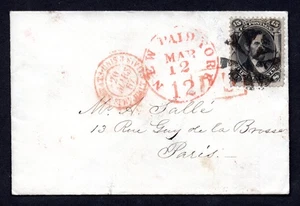 NEW PAID YORK
MAR
12
12
Mr. A. Sallé
13 Rue Guy de la Brosse
Paris.